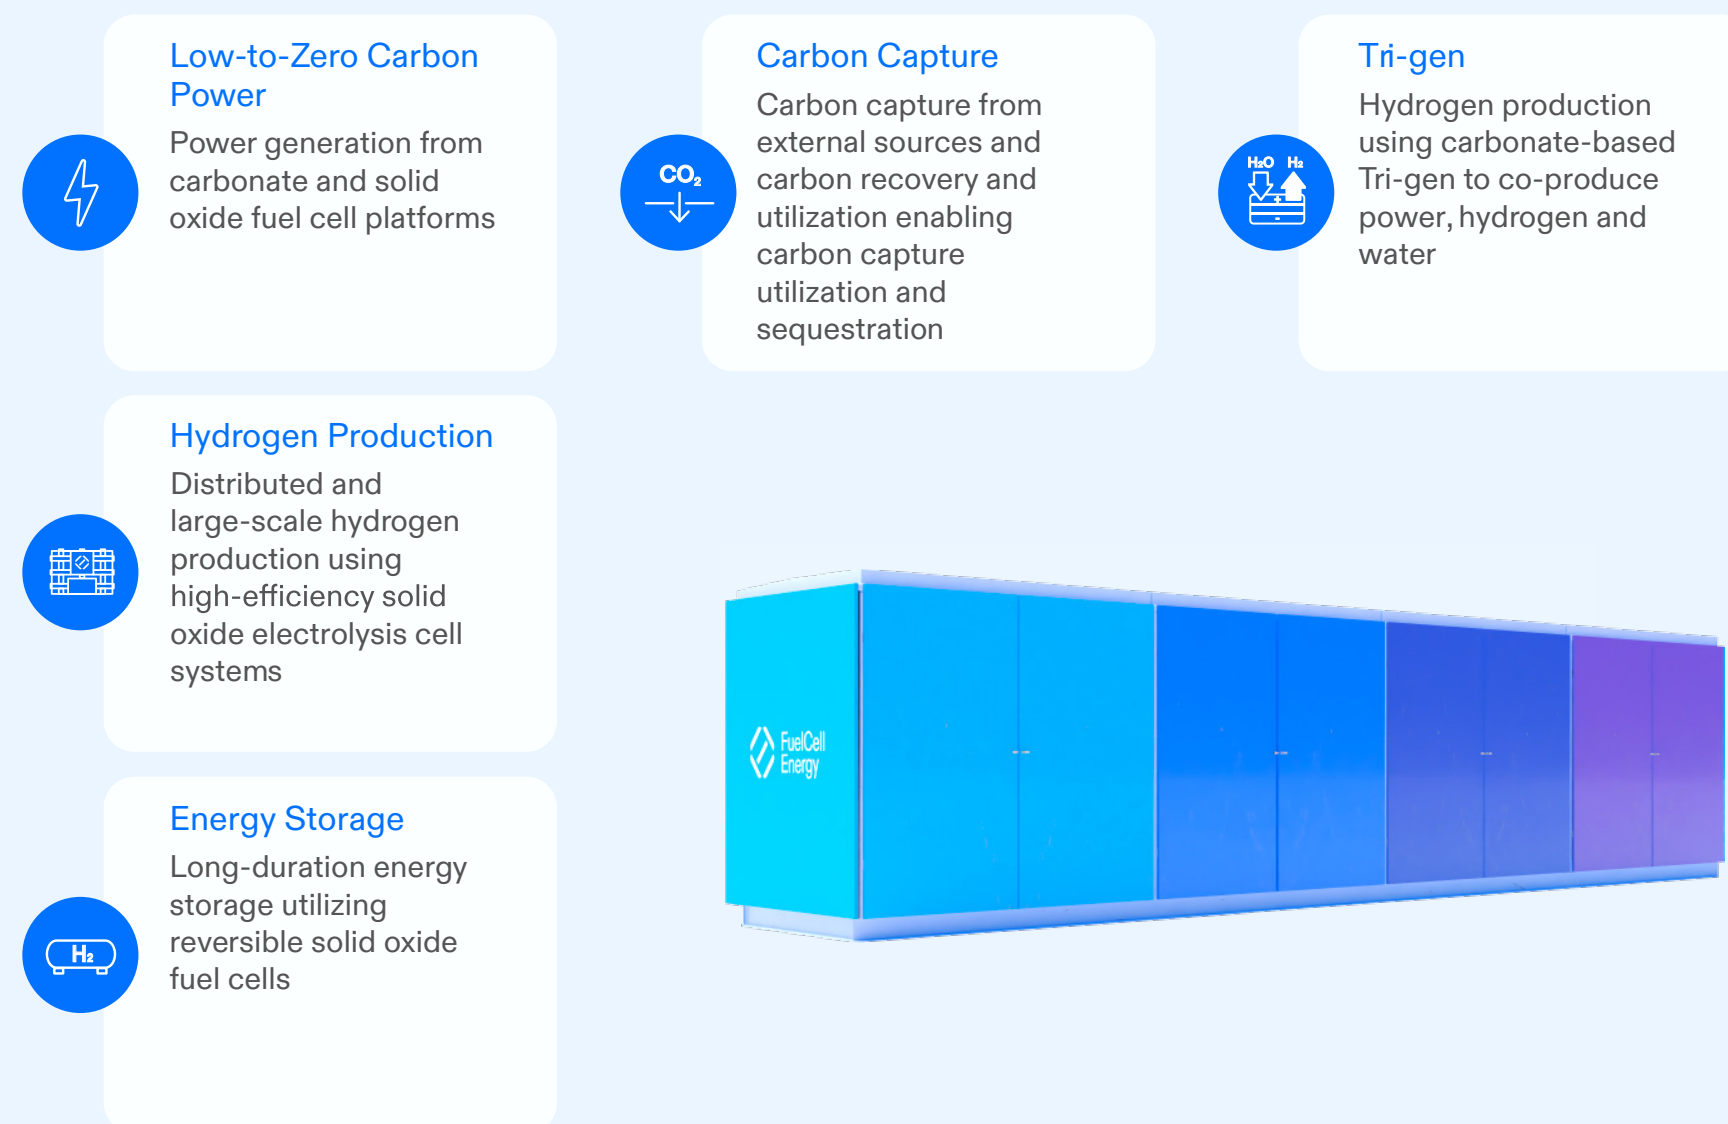 Low-to-Zero Carbon
Power
Power generation from
carbonate and solid
oxide fuel cell platforms
CO₂
Carbon Capture
Carbon capture from
external sources and
carbon recovery and
utilization enabling
carbon capture
utilization and
sequestration
H₂O H₂
Tri-gen
Hydrogen production
using carbonate-based
Tri-gen to co-produce
power, hydrogen and
water
Hydrogen Production
Distributed and
large-scale hydrogen
production using
high-efficiency solid
oxide electrolysis cell
systems
H₂
Energy Storage
Long-duration energy
storage utilizing
reversible solid oxide
fuel cells
FuelCell
Energy